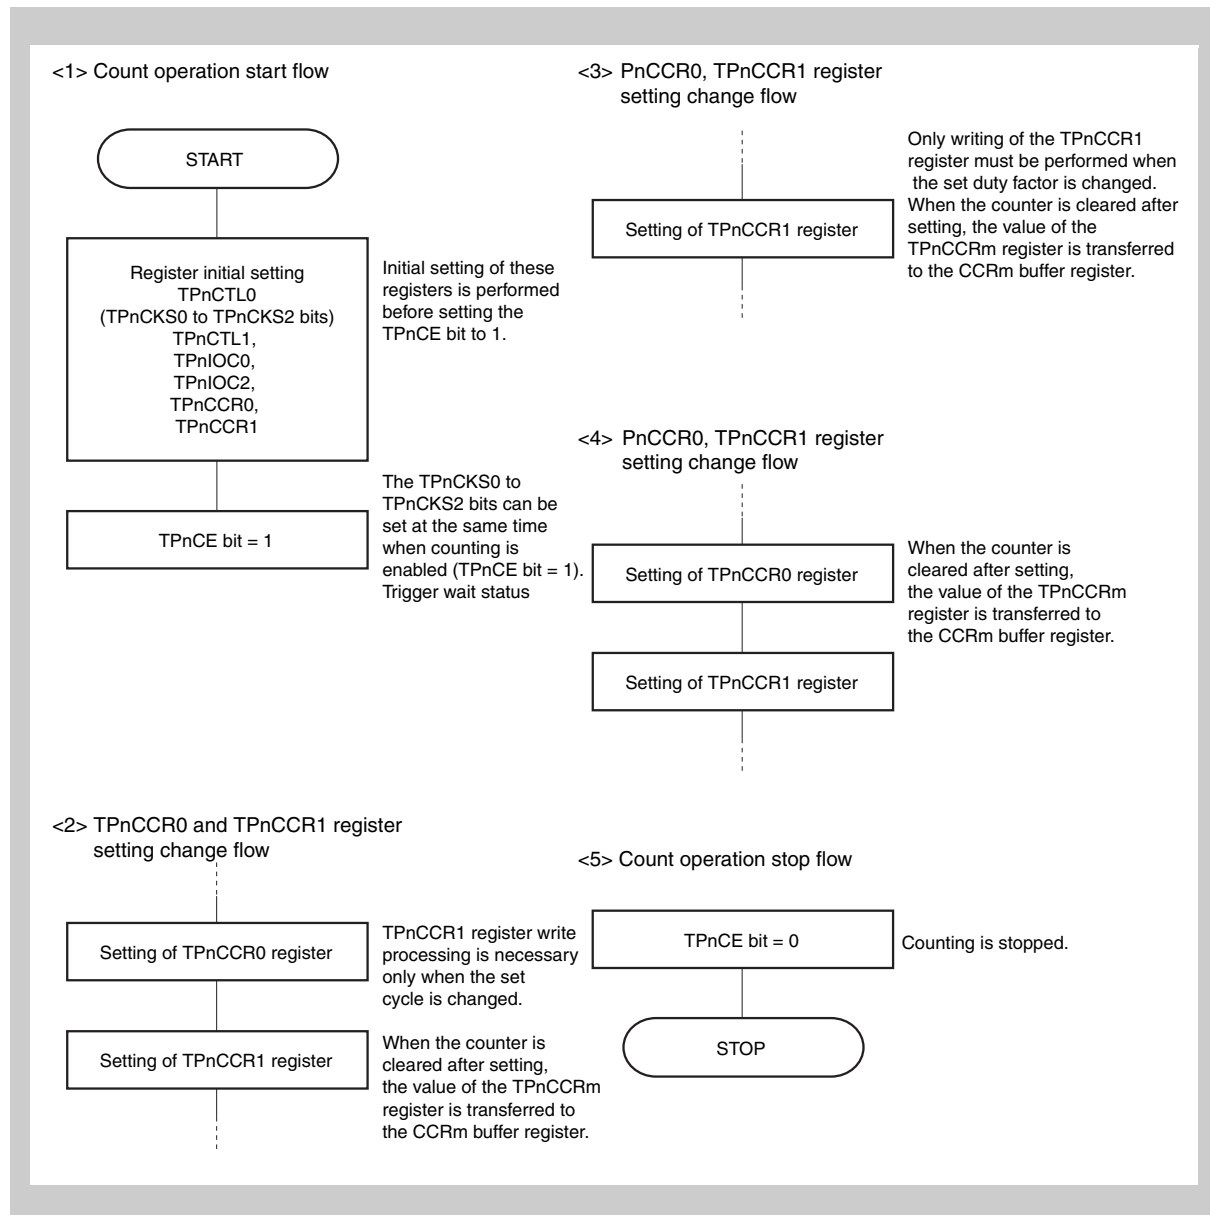 <1> Count operation start flow
START
Register initial setting
TPnCTL0
(TPnCKS0 to TPnCKS2 bits)
TPnCTL1,
TPnIOC0,
TPnIOC2,
TPnCCR0,
TPnCCR1
Initial setting of these
registers is performed
before setting the
TPnCE bit to 1.
TPnCE bit = 1
The TPnCKS0 to
TPnCKS2 bits can be
set at the same time
when counting is
enabled (TPnCE bit = 1).
Trigger wait status
<2> TPnCCR0 and TPnCCR1 register
setting change flow
Setting of TPnCCR0 register
TPnCCR1 register write
processing is necessary
only when the set
cycle is changed.
Setting of TPnCCR1 register
When the counter is
cleared after setting,
the value of the TPnCCRm
register is transferred to
the CCRm buffer register.
<3> PnCCR0, TPnCCR1 register
setting change flow
Setting of TPnCCR1 register
Only writing of the TPnCCR1
register must be performed when
the set duty factor is changed.
When the counter is cleared after
setting, the value of the
TPnCCRm register is transferred
to the CCRm buffer register.
<4> PnCCR0, TPnCCR1 register
setting change flow
Setting of TPnCCR0 register
When the counter is
cleared after setting,
the value of the TPnCCRm
register is transferred to
the CCRm buffer register.
Setting of TPnCCR1 register
<5> Count operation stop flow
TPnCE bit = 0
Counting is stopped.
STOP